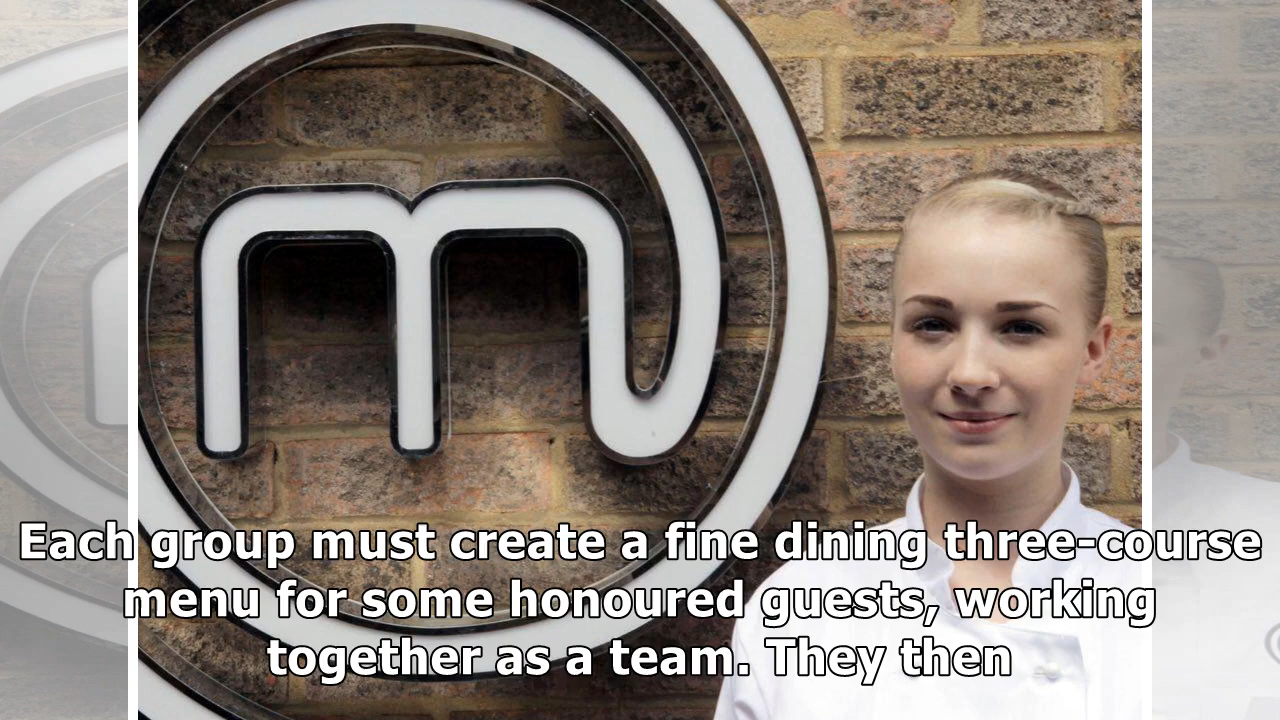 Each group must create a fine dining three-course
menu for some honoured guests, working
together as a team. They then